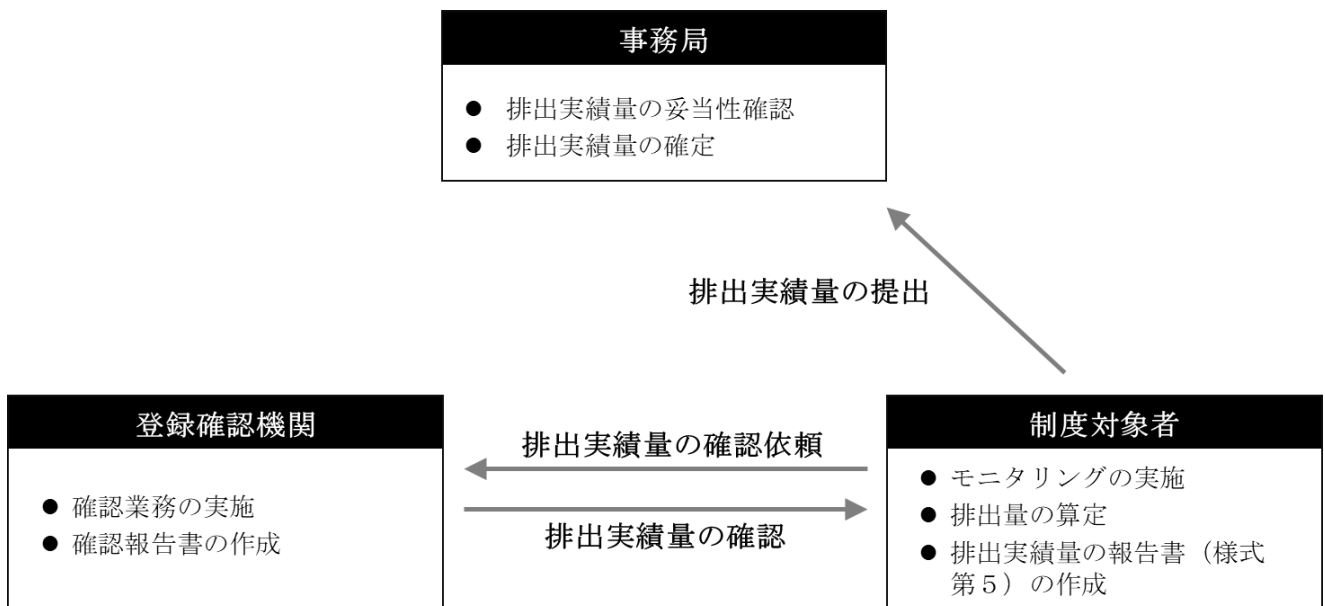 事務局
● 排出実績量の妥当性確認
● 排出実績量の確定
排出実績量の提出
登録確認機関
● 確認業務の実施
● 確認報告書の作成
排出実績量の確認依頼
排出実績量の確認
制度対象者
● モニタリングの実施
● 排出量の算定
● 排出実績量の報告書（様式
第５）の作成